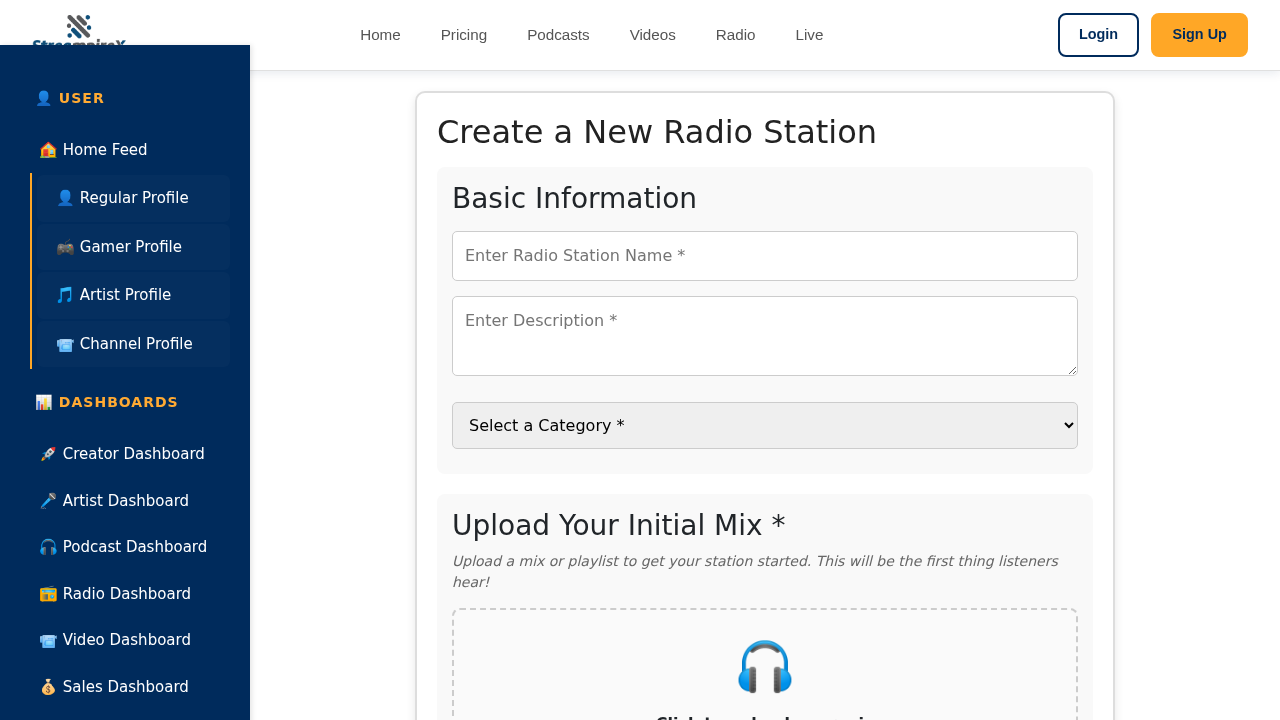 StreampireX
Home
Pricing
Podcasts
Videos
Radio
Live
Login
Sign Up
USER
Home Feed
Regular Profile
Gamer Profile
Artist Profile
Channel Profile
DASHBOARDS
Creator Dashboard
Artist Dashboard
Podcast Dashboard
Radio Dashboard
Video Dashboard
Sales Dashboard
Create a New Radio Station
Basic Information
Enter Radio Station Name *
Enter Description *
Select a Category *
Upload Your Initial Mix *
Upload a mix or playlist to get your station started. This will be the first thing listeners
hear!